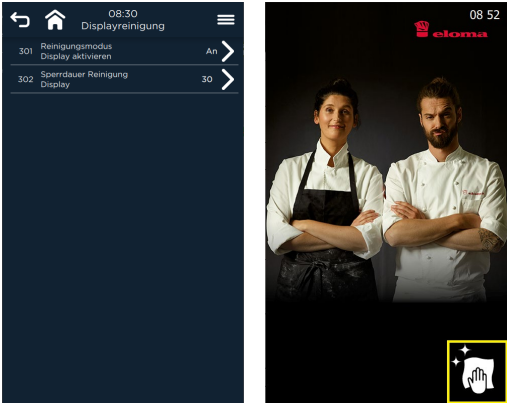 08:30
Displayreinigung
301
Reinigungsmodus
Display aktivieren
An
302
Sperrdauer Reinigung
Display
30
08 52
eloma